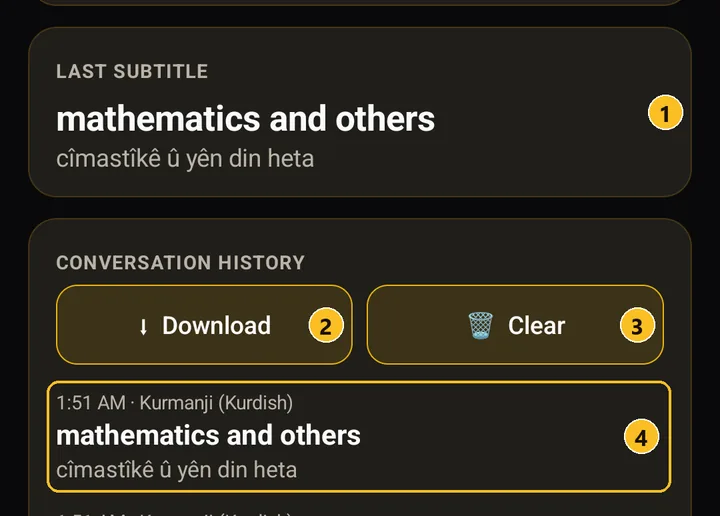 LAST SUBTITLE
mathematics and others
1
cîmastîkê û yên din heta
CONVERSATION HISTORY
↓ Download 2
🗑️ Clear 3
1:51 AM · Kurmanji (Kurdish)
mathematics and others
4
cîmastîkê û yên din heta